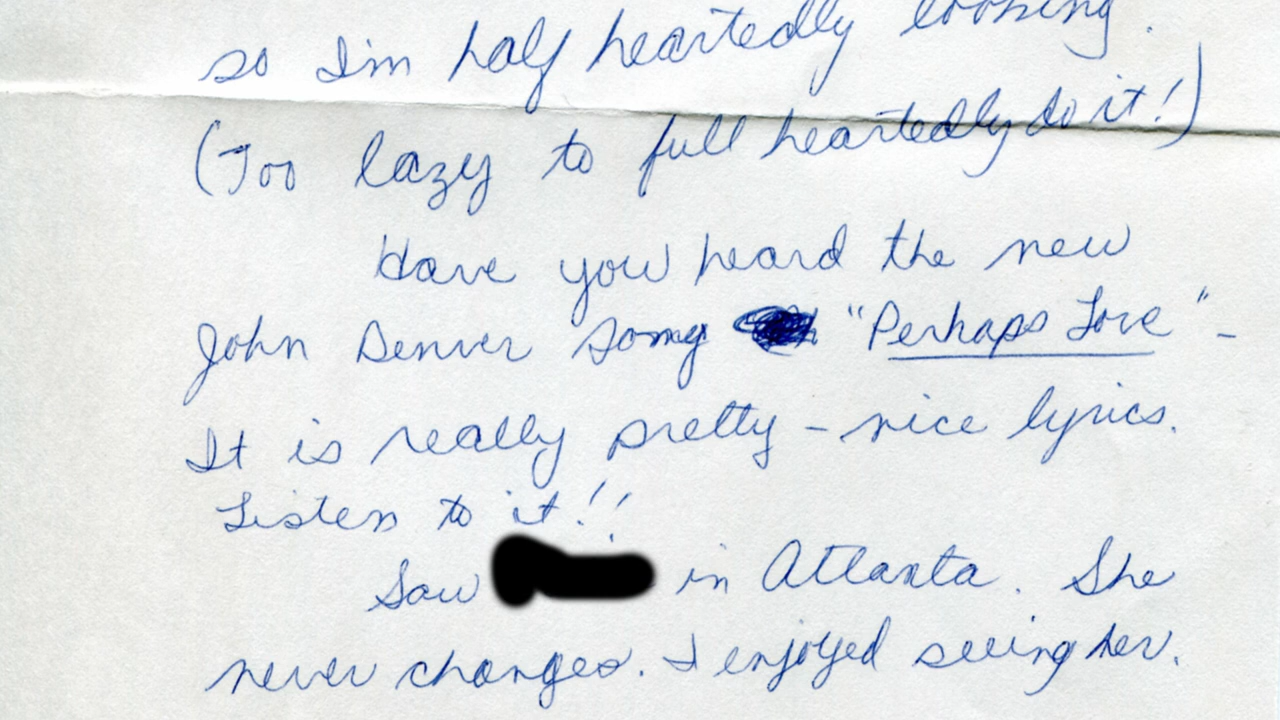 so I'm half heartedly looking.
(Too lazy to full heartedly do it!)
Have you heard the new
John Denver song "Perhaps Love" -
It is really pretty - nice lyrics.
Listen to it!!
Saw in Atlanta. She
never changes. I enjoyed seeing her.